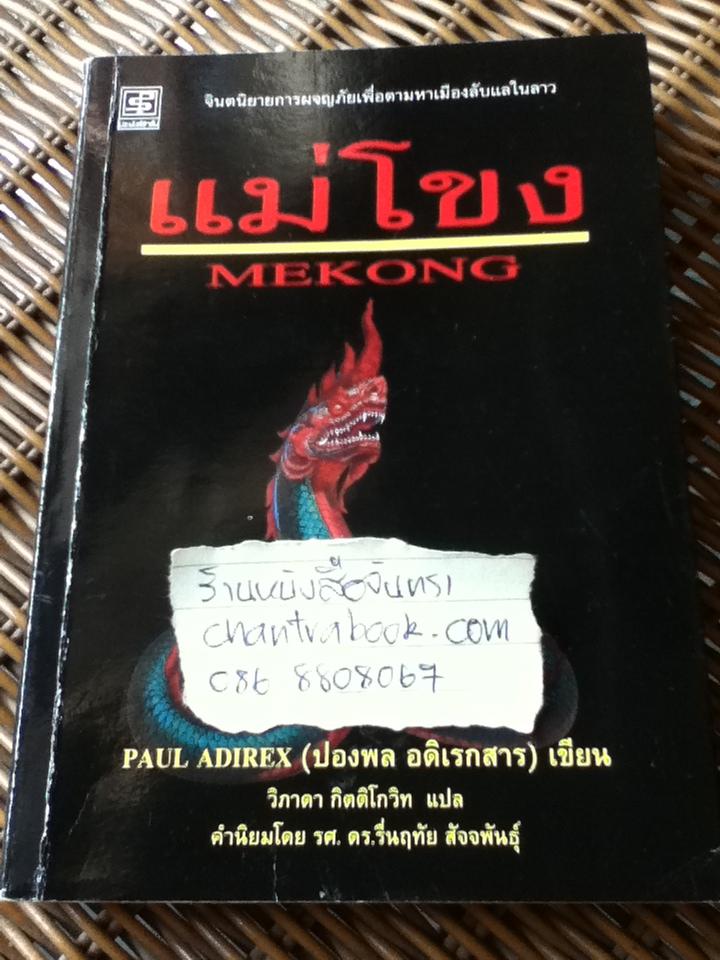 จินตนิยายการผจญภัยเพื่อตามหาเมืองลับแลในลาว
แม่โขง
MEKONG
ร้านหนังสือจันทรา
chantrabook.com
086 8808067
PAUL ADIREX (ปองพล อดิเรกสาร) เขียน
วิภาดา กิตติโกวิท แปล
คำนิยมโดย รศ. ดร.รื่นฤทัย สัจจพันธุ์